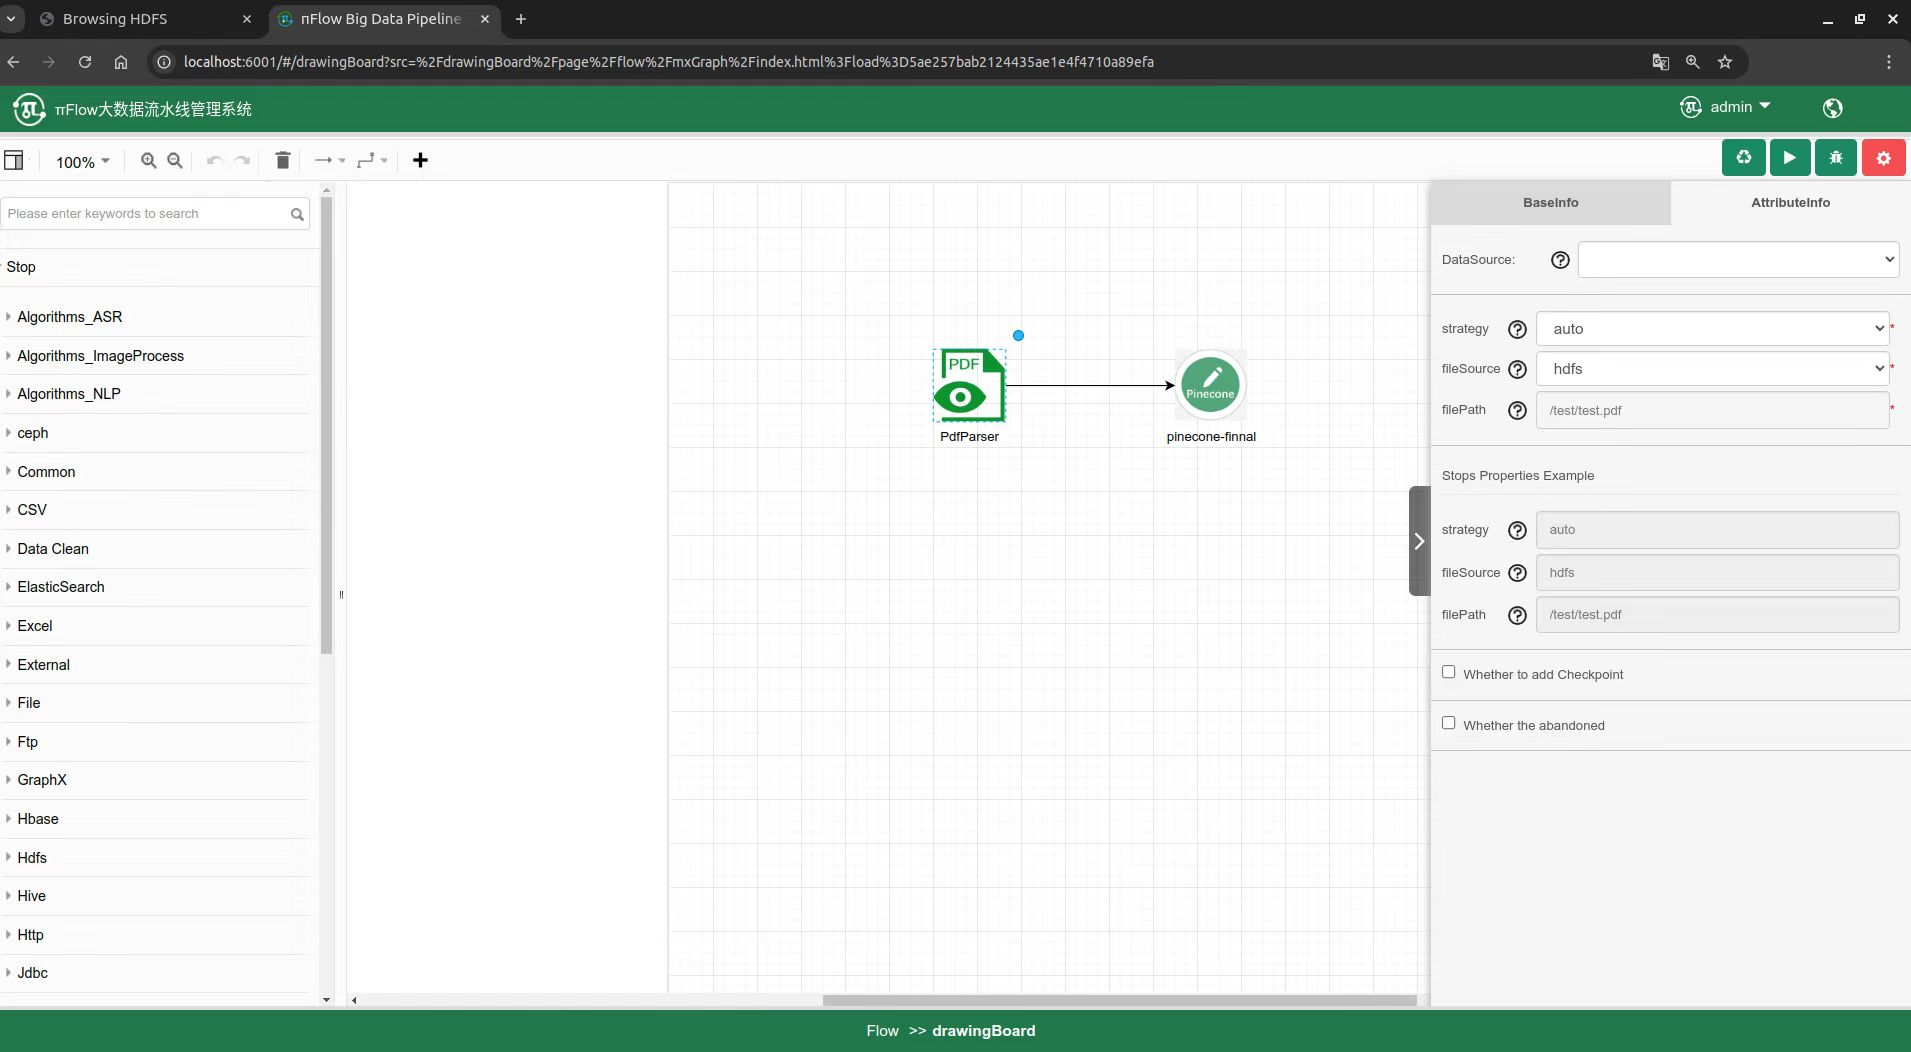 Browsing HDFS
πFlow Big Data Pipeline
localhost:6001/#/drawingBoard?src=%2FdrawingBoard%2Fpage%2Fflow%2FmxGraph%2Findex.html%3Fload%3D5ae257bab2124435ae1e4f4710a89efa
πFlow大数据流水线管理系统
admin
100%
Please enter keywords to search
Stop
Algorithms_ASR
Algorithms_ImageProcess
Algorithms_NLP
ceph
Common
CSV
Data Clean
ElasticSearch
Excel
External
File
Ftp
GraphX
Hbase
Hdfs
Hive
Http
Jdbc
PDF
PdfParser
Pinecone
pinecone-finnal
BaseInfo
AttributeInfo
DataSource:
strategy
auto
*
fileSource
hdfs
*
filePath
/test/test.pdf
*
Stops Properties Example
strategy
auto
fileSource
hdfs
filePath
/test/test.pdf
Whether to add Checkpoint
Whether the abandoned
Flow >> drawingBoard